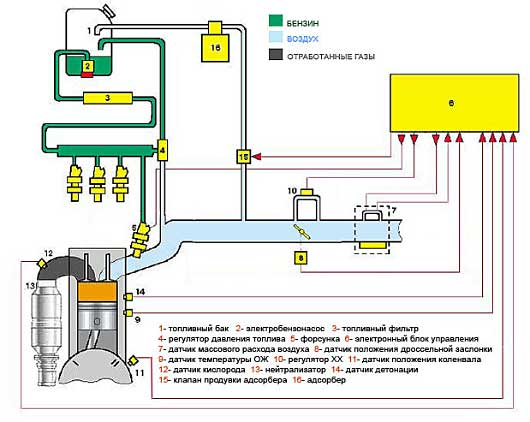 БЕНЗИН
ВОЗДУХ
ОТРАБОТАННЫЕ ГАЗЫ
1
2
3
16
6
4
15
10
7
5
8
12
13
14
9
11
1- топливный бак 2- электробензонасос 3- топливный фильтр
4- регулятор давления топлива 5- форсунка 6- электронный блок управления
7- датчик массового расхода воздуха 8- датчик положения дроссельной заслонки
9- датчик температуры ОЖ 10- регулятор ХХ 11- датчик положения коленвала
12- датчик кислорода 13- нейтрализатор 14- датчик детонации
15- клапан продувки адсорбера 16- адсорбер